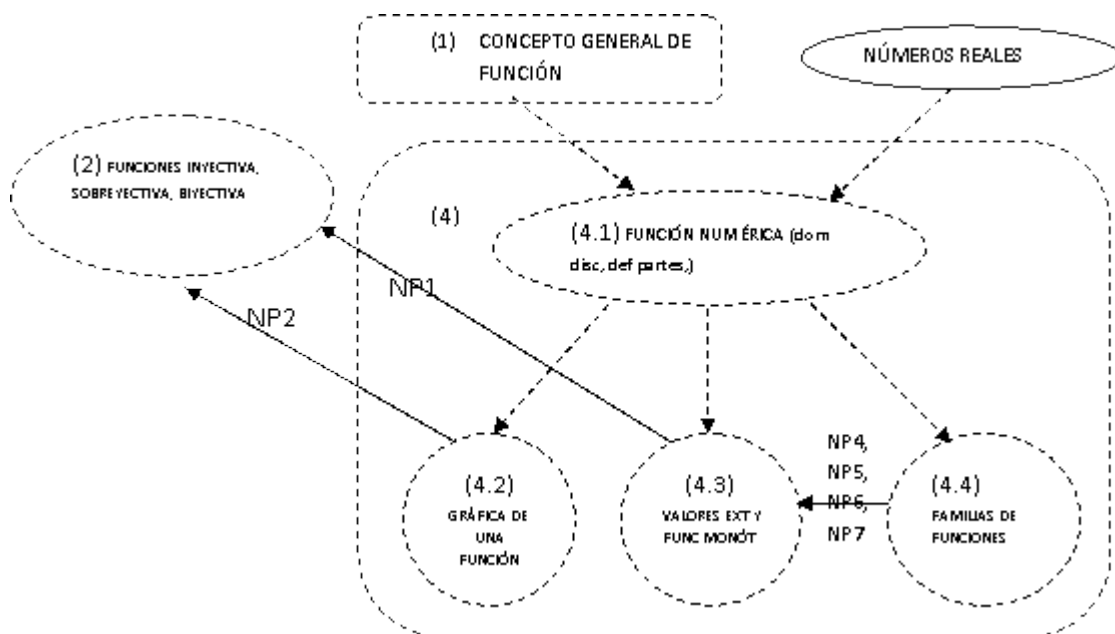 (1) CONCEPTO GENERAL DE
FUNCIÓN
NÚMEROS REALES
(2) FUNCIONES INYECTIVA,
SOBREYECTIVA, BIYECTIVA
(4)
(4.1) FUNCIÓN NUMÉRICA (dom
disc, def partes,)
NP1
NP2
(4.2)
GRÁFICA DE
UNA
FUNCIÓN
(4.3)
VALORES EXT Y
FUNC MONÓT
NP4,
NP5,
NP6,
NP7
(4.4)
FAMILIAS DE
FUNCIONES